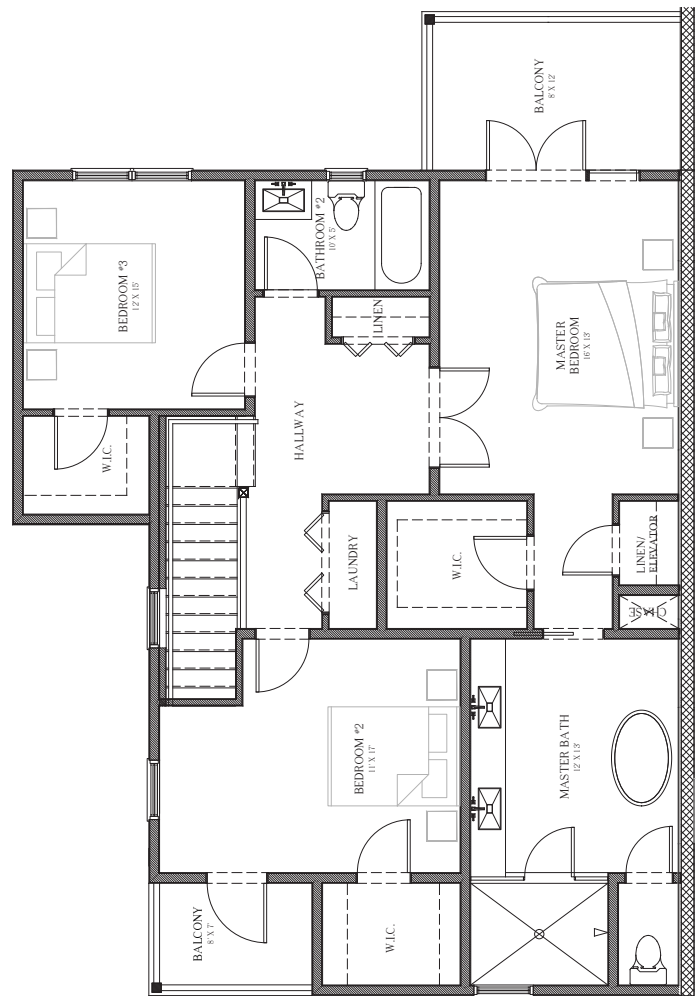 BALCONY
8' X 12'
BATHROOM #2
10' X 5'
BEDROOM #3
12' X 15'
LINEN
MASTER
BEDROOM
16' X 13'
HALLWAY
W.I.C.
LAUNDRY
W.I.C.
LINEN/
ELEVATOR
CHASE
BEDROOM #2
11' X 17'
MASTER BATH
12' X 13'
BALCONY
8' X 7'
W.I.C.